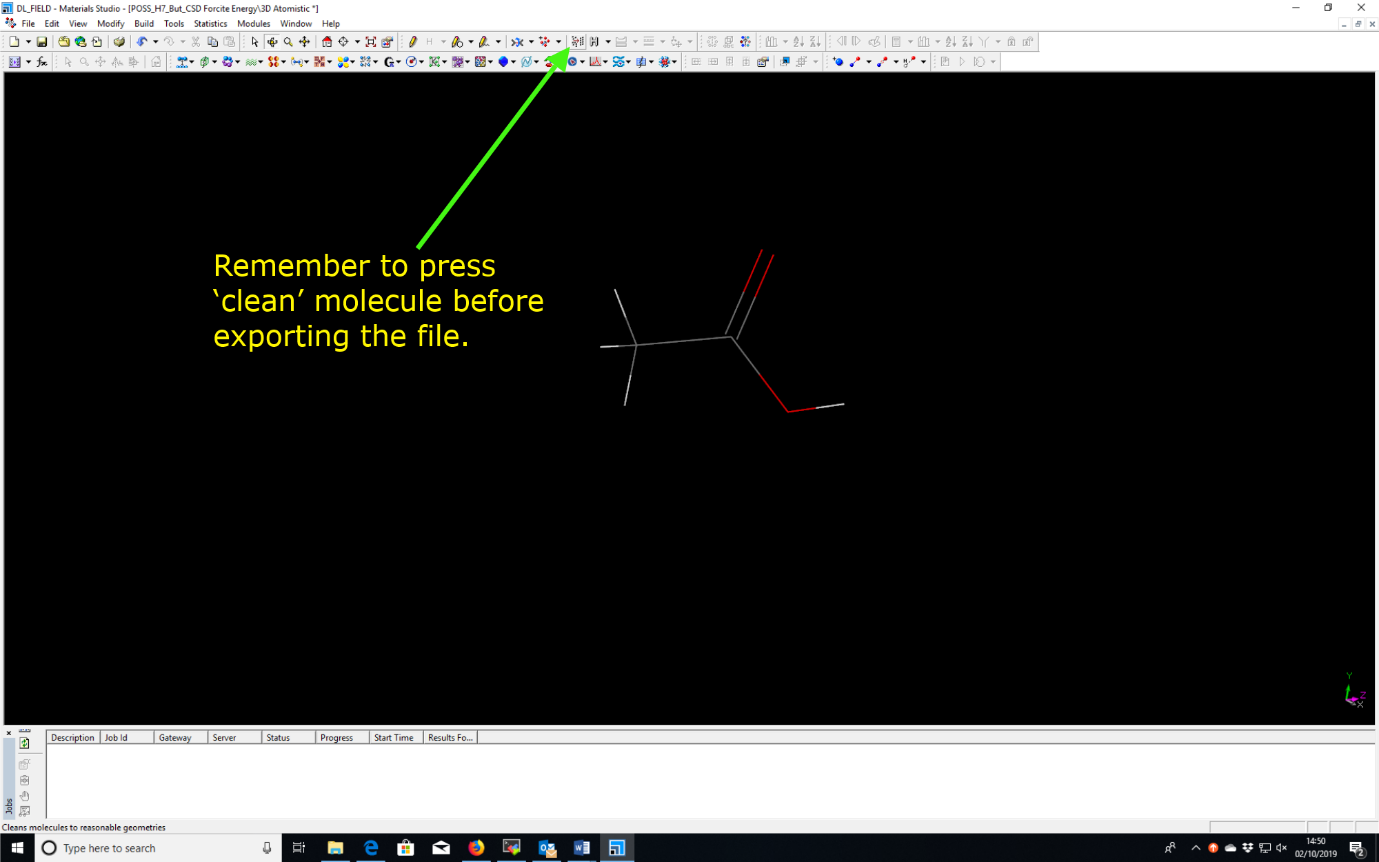 DL_FIELD - Materials Studio - [POSS_H7_But_CSD Forcite Energy\3D Atomistic *]
File Edit View Modify Build Tools Statistics Modules Window Help
Remember to press
‘clean’ molecule before
exporting the file.
Y
Z
X
Description Job Id Gateway Server Status Progress Start Time Results Fo...
Jobs
Cleans molecules to reasonable geometries
Type here to search
14:50
02/10/2019
2